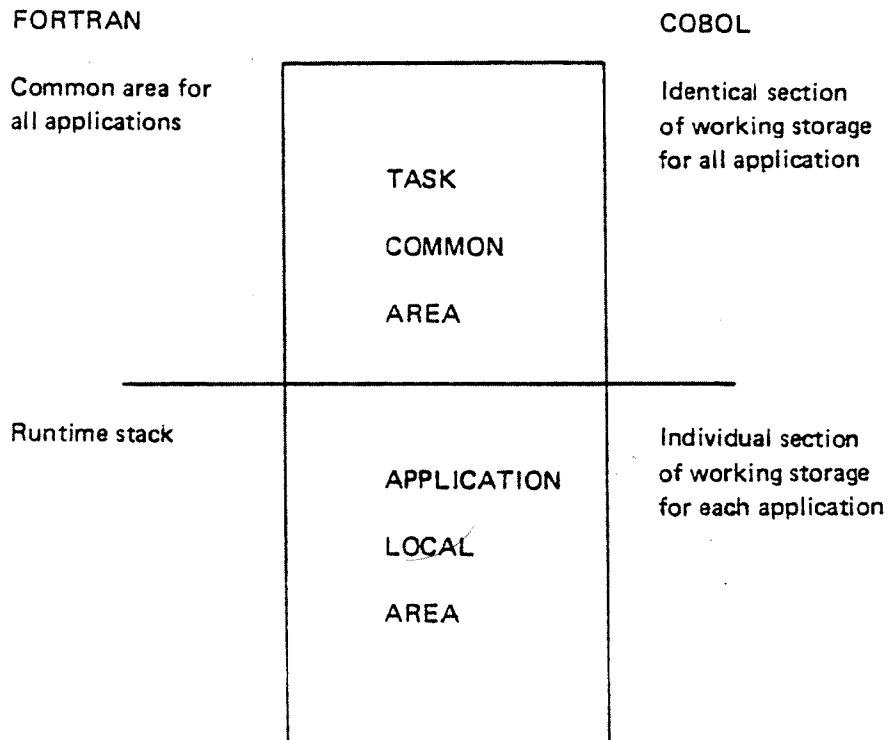 FORTRAN
COBOL
Common area for
all applications
Identical section
of working storage
for all application
TASK
COMMON
AREA
Runtime stack
Individual section
of working storage
for each application
APPLICATION
LOCAL
AREA